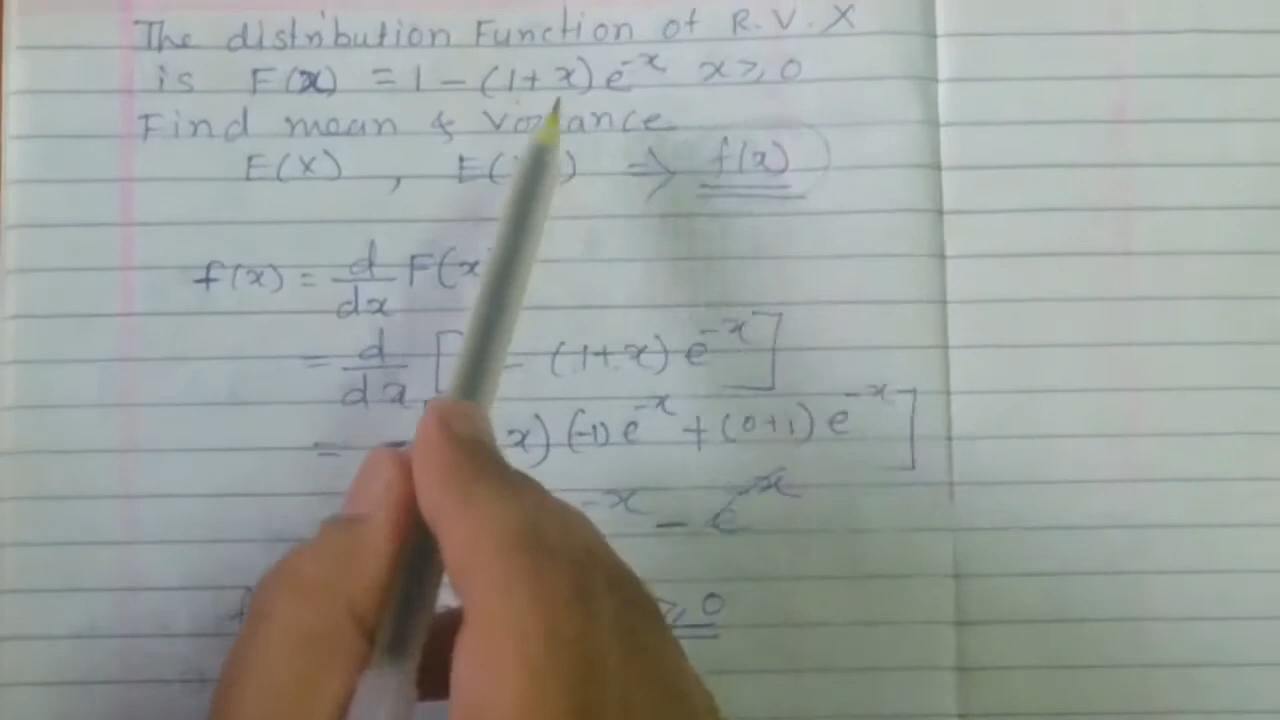 The distribution Function of R.V. X
is F(x) = 1 - (1+x) e^-x x ≥ 0
Find mean & Variance
E(X) , E( ) ⇒ f(x)
f(x) = d/dx F(x
= d/dx [ - (1+x) e^-x ]
= - x) (-1) e^-x + (0+1) e^-x ]
-x - e^-x
≥ 0